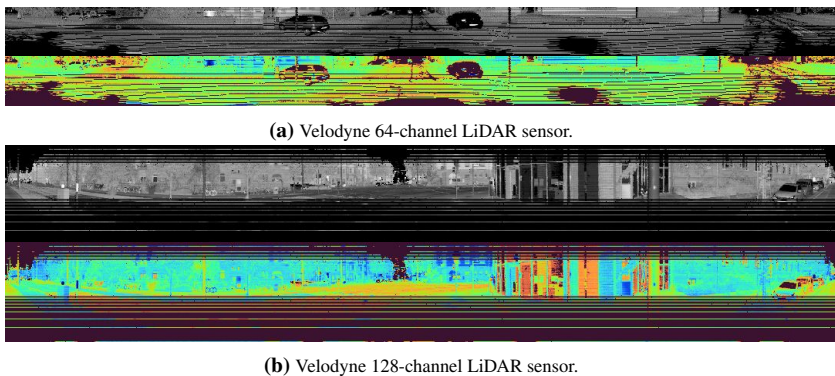 (a) Velodyne 64-channel LiDAR sensor.
(b) Velodyne 128-channel LiDAR sensor.